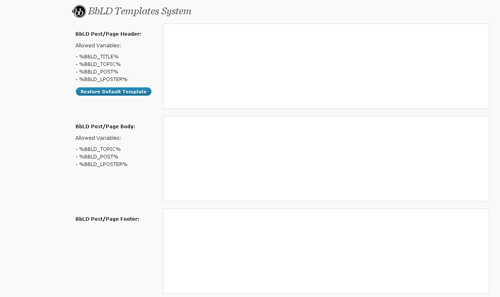 BbLD Templates System
BbLD Post/Page Header:
Allowed Variables:
- %BBLD_TITLE%
- %BBLD_TOPIC%
- %BBLD_POST%
- %BBLD_LPOSTER%
Restore Default Template
BbLD Post/Page Body:
Allowed Variables:
- %BBLD_TOPIC%
- %BBLD_POST%
- %BBLD_LPOSTER%
BbLD Post/Page Footer: